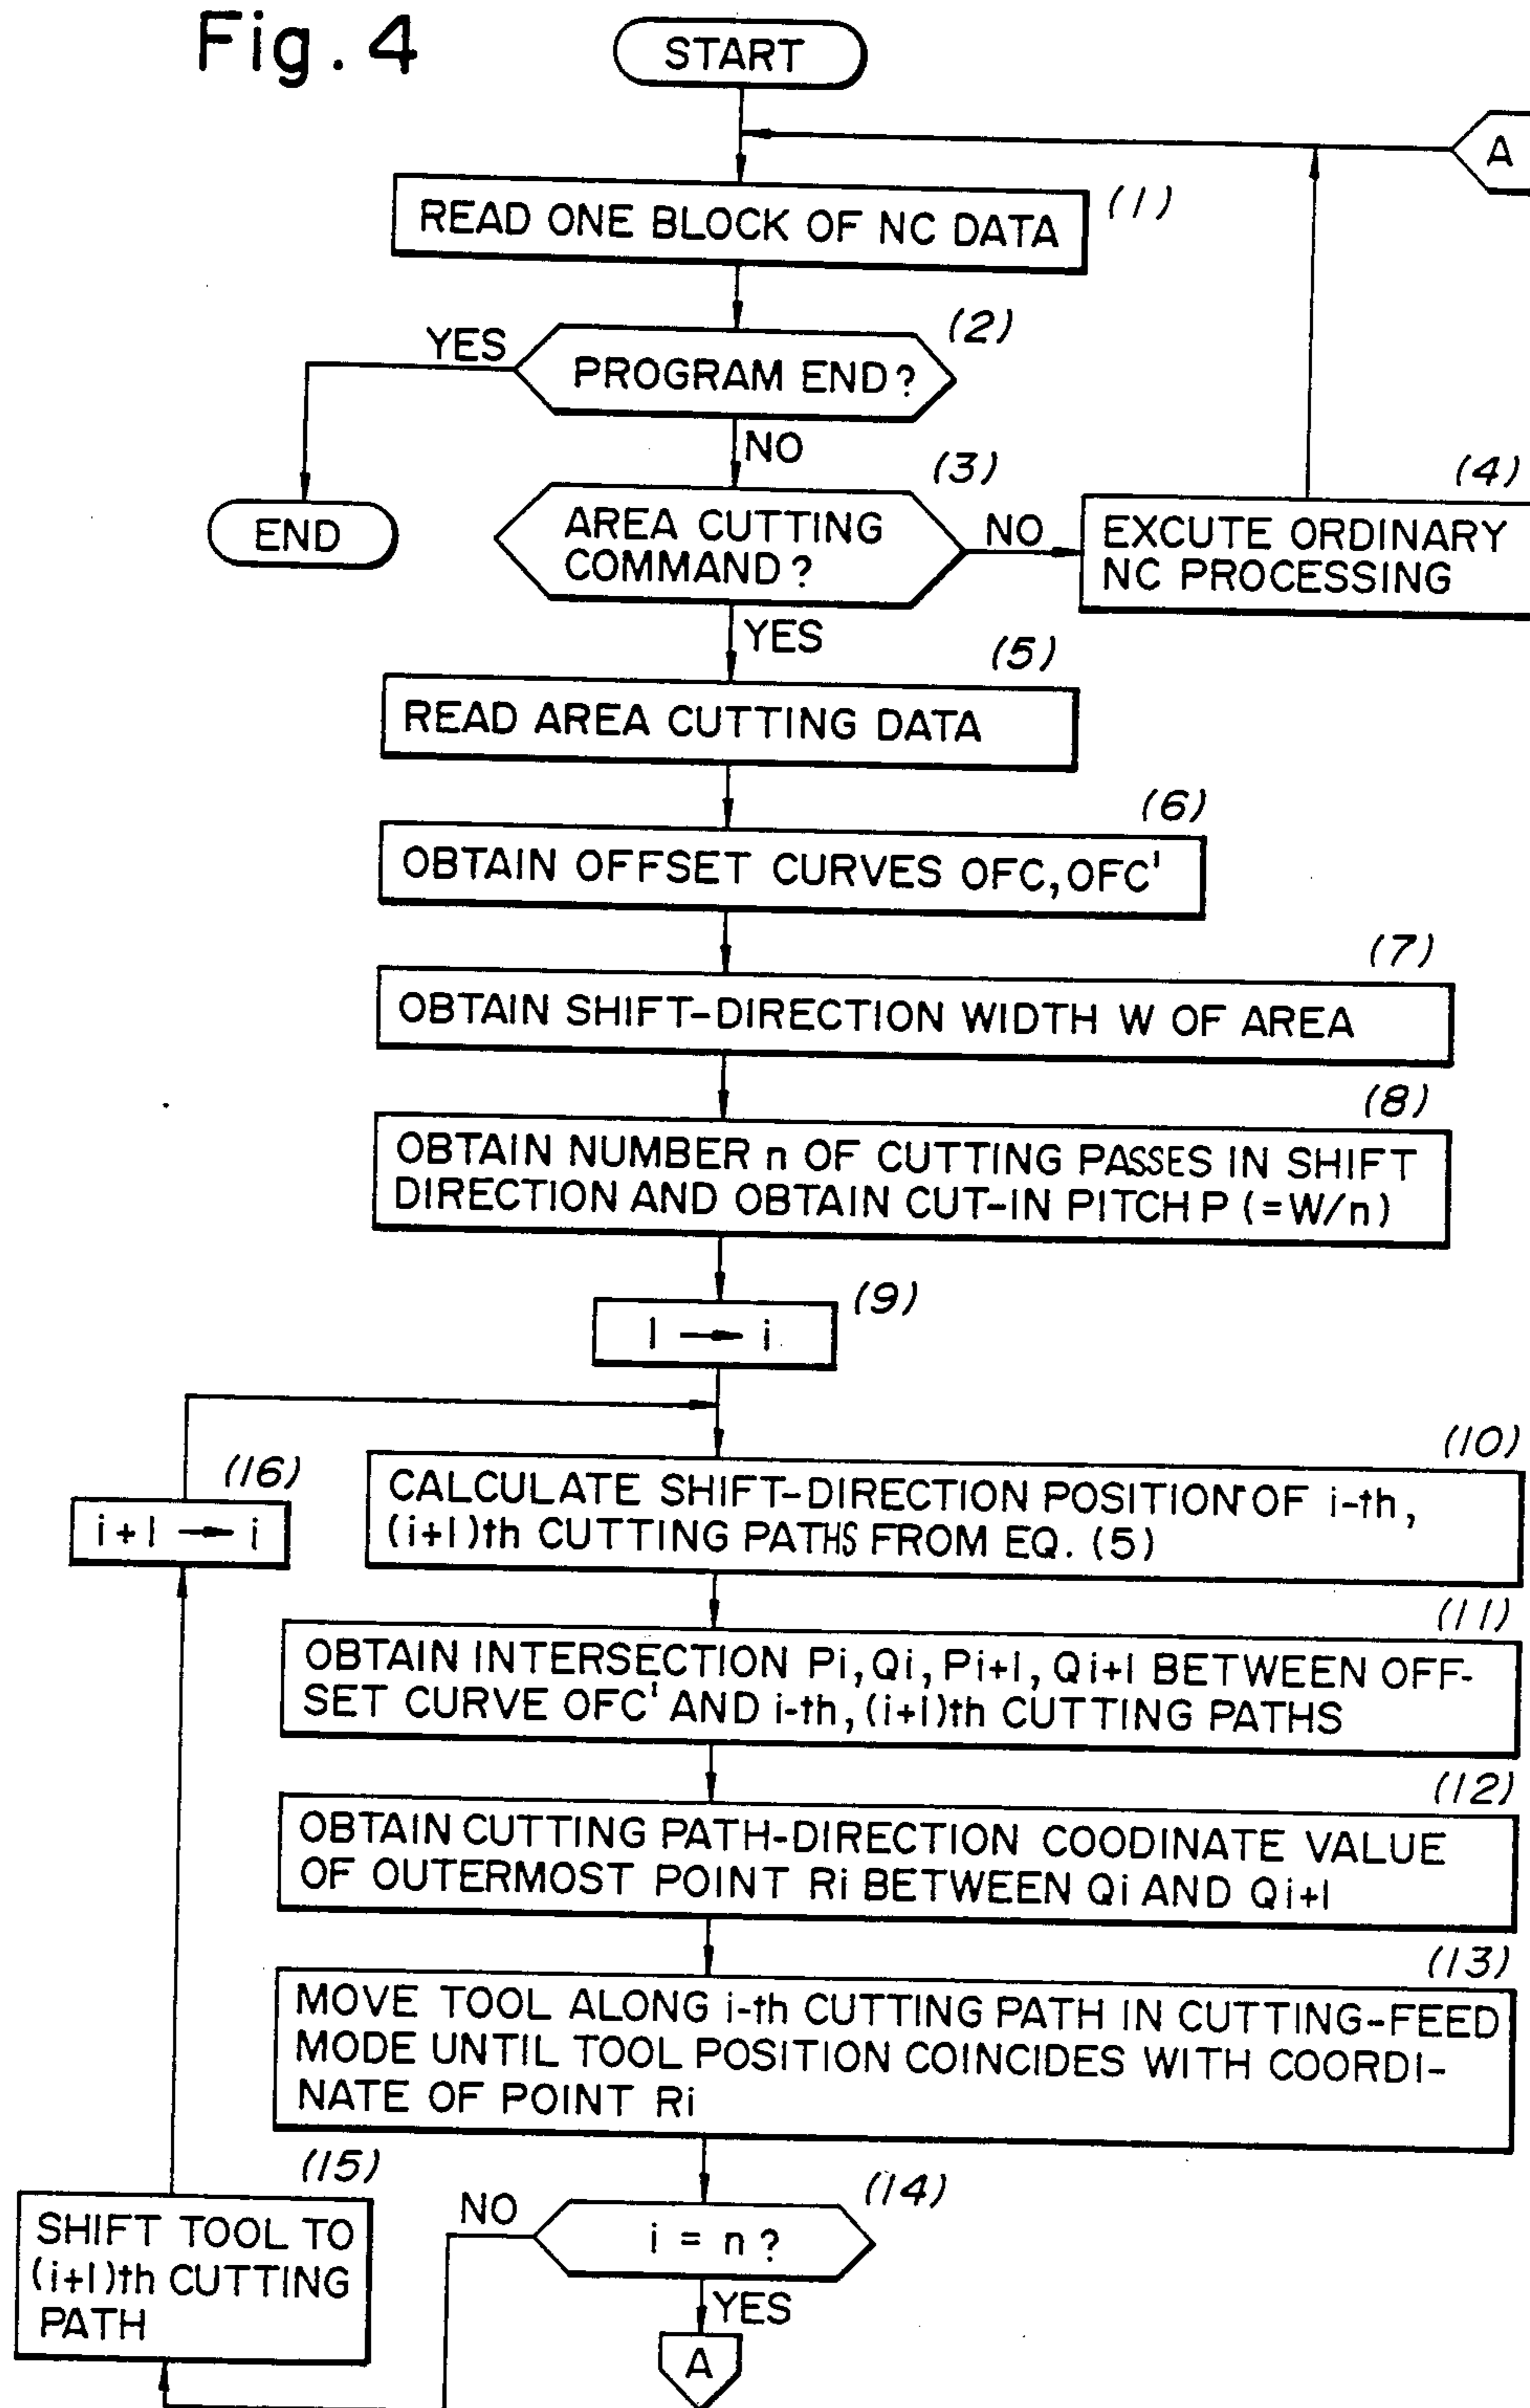 Fig. 4
START
A
(1)
READ ONE BLOCK OF NC DATA
(2)
YES
PROGRAM END?
NO
(3)
(4)
END
AREA CUTTING
COMMAND?
NO
EXCUTE ORDINARY
NC PROCESSING
YES
(5)
READ AREA CUTTING DATA
(6)
OBTAIN OFFSET CURVES OFC, OFC'
(7)
OBTAIN SHIFT-DIRECTION WIDTH W OF AREA
(8)
OBTAIN NUMBER n OF CUTTING PASSES IN SHIFT
DIRECTION AND OBTAIN CUT-IN PITCH P (=W/n)
(9)
1 → i
(10)
CALCULATE SHIFT-DIRECTION POSITION OF i-th,
(i+1)th CUTTING PATHS FROM EQ. (5)
(16)
i+1 → i
(11)
OBTAIN INTERSECTION Pi, Qi, Pi+1, Qi+1 BETWEEN OFF-
SET CURVE OFC' AND i-th, (i+1)th CUTTING PATHS
(12)
OBTAIN CUTTING PATH-DIRECTION COODINATE VALUE
OF OUTERMOST POINT Ri BETWEEN Qi AND Qi+1
(13)
MOVE TOOL ALONG i-th CUTTING PATH IN CUTTING-FEED
MODE UNTIL TOOL POSITION COINCIDES WITH COORDI-
NATE OF POINT Ri
(14)
NO
i = n?
YES
A
(15)
SHIFT TOOL TO
(i+1)th CUTTING
PATH